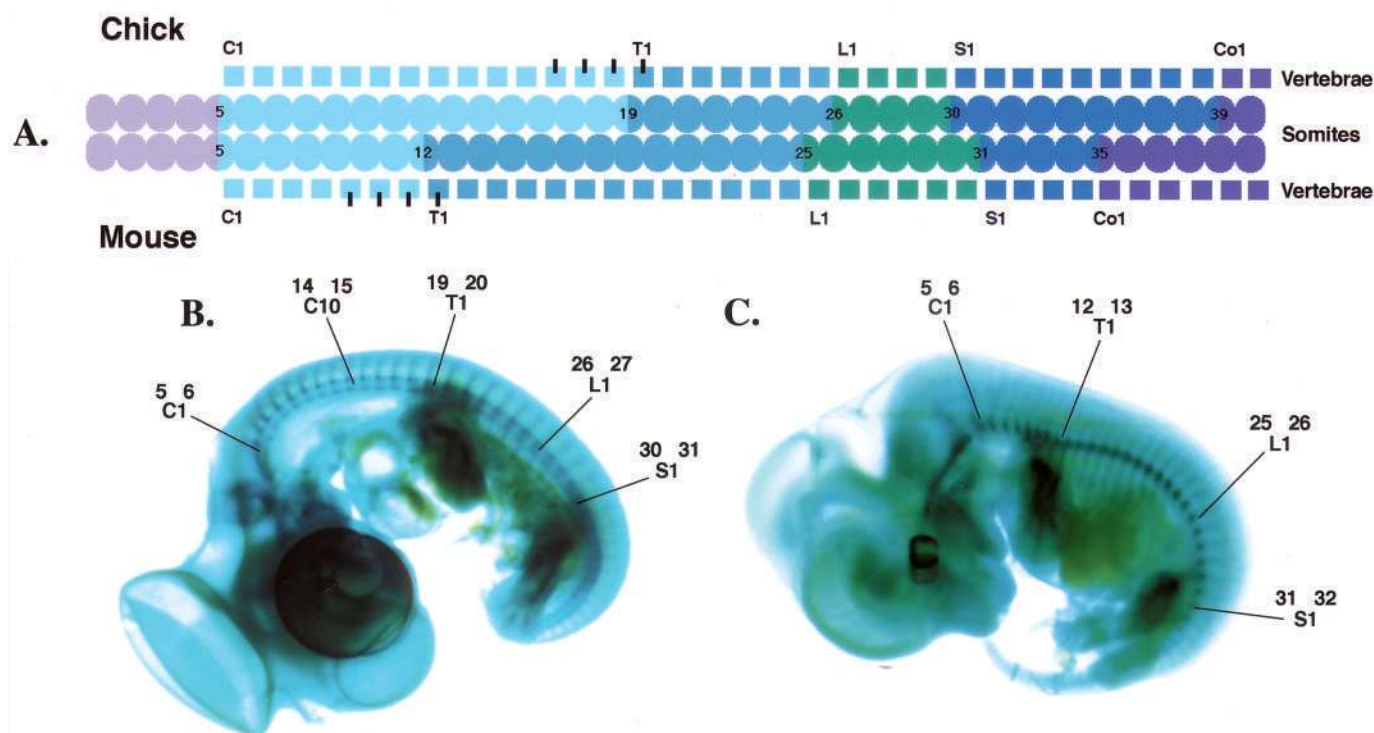 Chick
C1 T1 L1 S1 Co1
Vertebrae
A.
5 19 26 30 39
Somites
5 12 25 31 35
Vertebrae
C1 T1 L1 S1 Co1
Mouse
B.
14 15
C10
19 20
T1
5 6
C1
26 27
L1
30 31
S1
C.
5 6
C1
12 13
T1
25 26
L1
31 32
S1